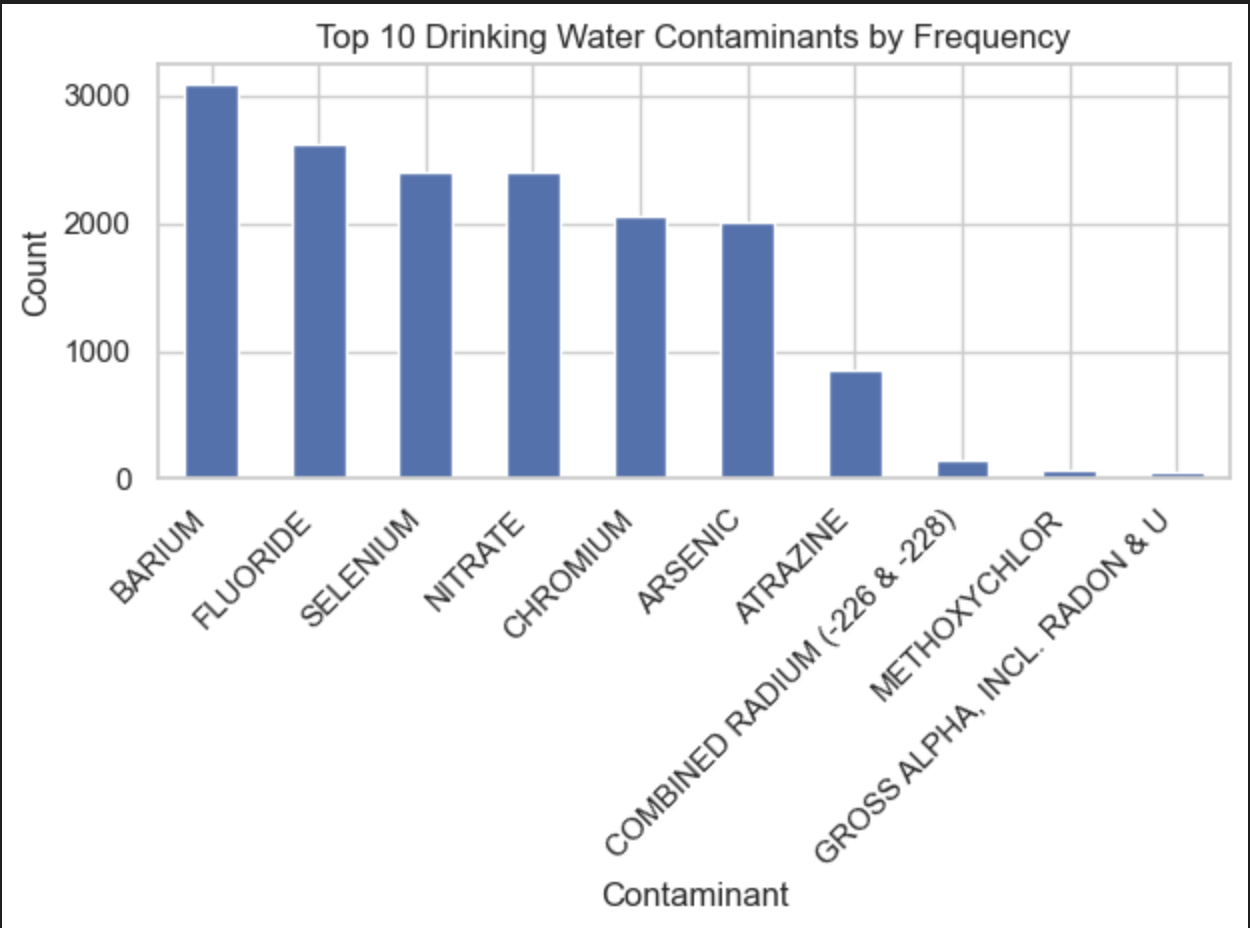 Top 10 Drinking Water Contaminants by Frequency
Count
3000
2000
1000
0
BARIUM
FLUORIDE
SELENIUM
NITRATE
CHROMIUM
ARSENIC
ATRAZINE
COMBINED RADIUM (-226 & -228)
METHOXYCHLOR
GROSS ALPHA, INCL. RADON & U
Contaminant